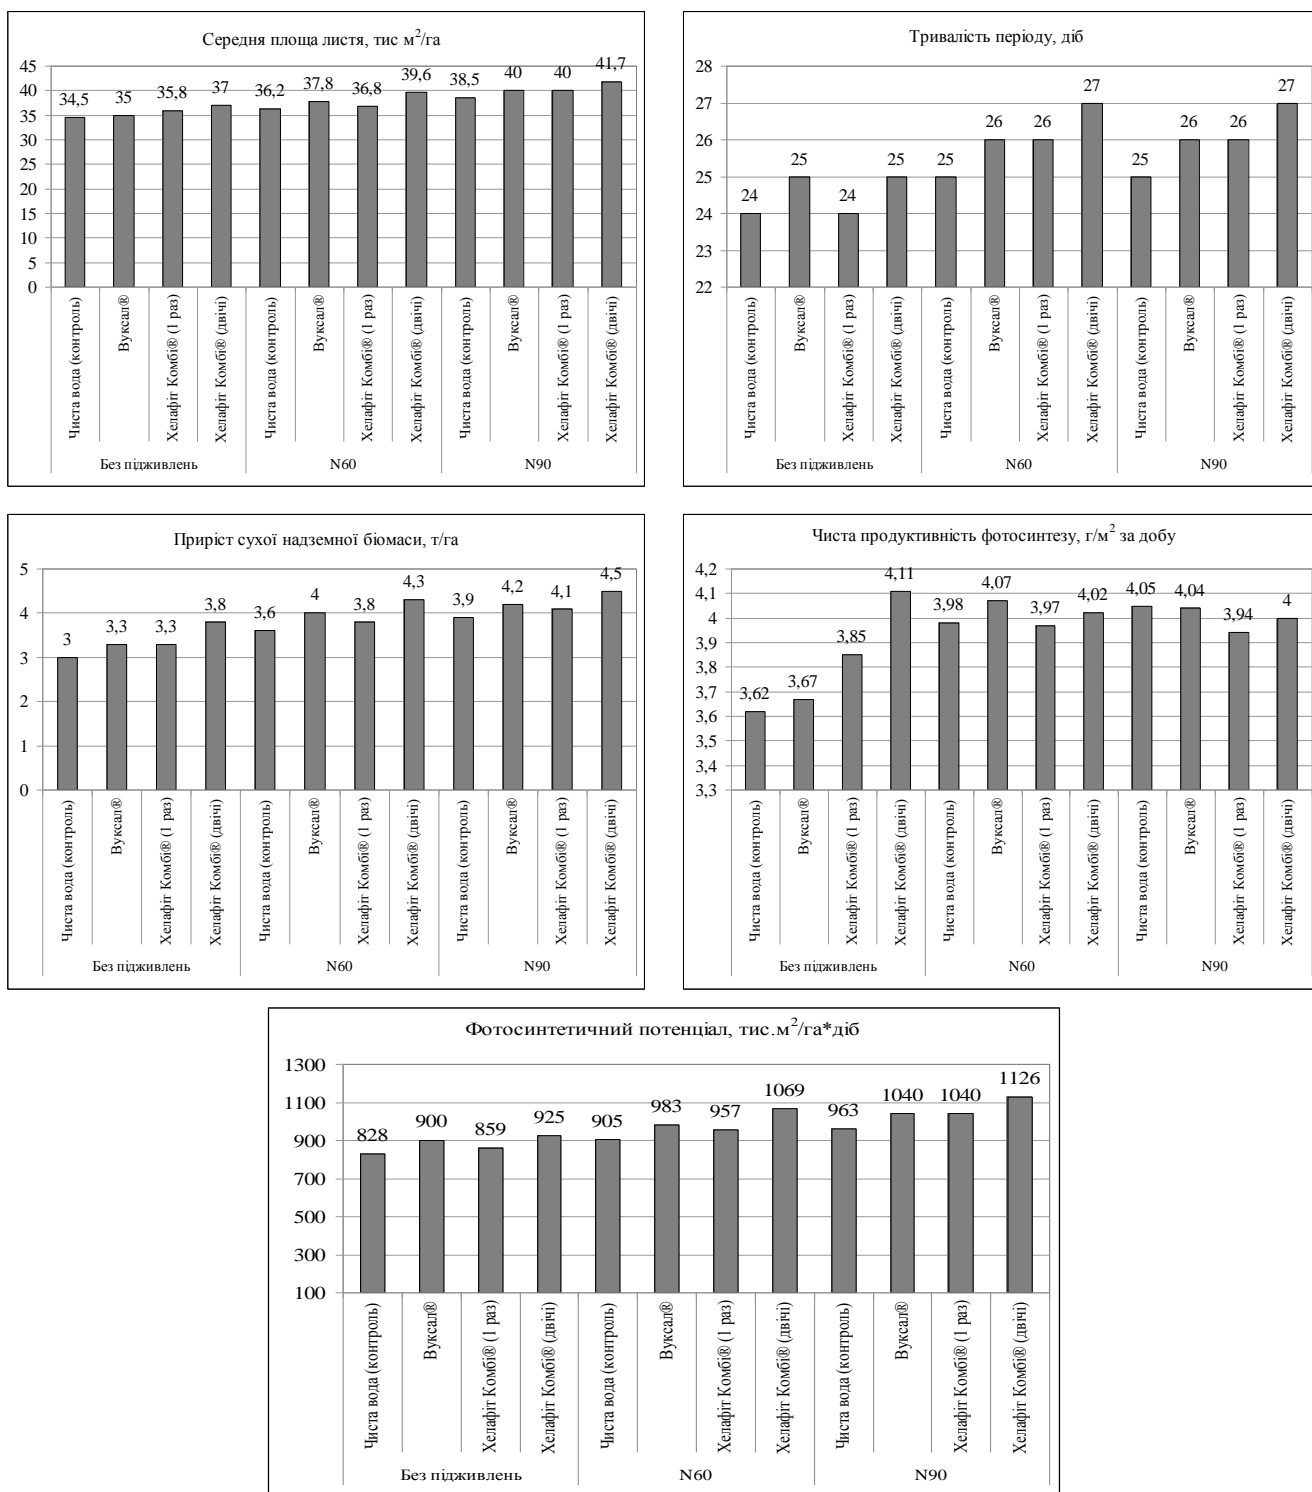 Середня площа листя, тис м²/га
45
40
35
30
25
20
15
10
5
0
34,5
35
35,8
37
36,2
37,8
36,8
39,6
38,5
40
40
41,7
Чиста вода (контроль)
Вуксал®
Хелафіт Комбі® (1 раз)
Хелафіт Комбі® (двічі)
Чиста вода (контроль)
Вуксал®
Хелафіт Комбі® (1 раз)
Хелафіт Комбі® (двічі)
Чиста вода (контроль)
Вуксал®
Хелафіт Комбі® (1 раз)
Хелафіт Комбі® (двічі)
Без підживлень
N60
N90
Тривалість періоду, діб
28
27
26
25
24
23
22
24
25
24
25
25
26
26
27
25
26
26
27
Чиста вода (контроль)
Вуксал®
Хелафіт Комбі® (1 раз)
Хелафіт Комбі® (двічі)
Чиста вода (контроль)
Вуксал®
Хелафіт Комбі® (1 раз)
Хелафіт Комбі® (двічі)
Чиста вода (контроль)
Вуксал®
Хелафіт Комбі® (1 раз)
Хелафіт Комбі® (двічі)
Без підживлень
N60
N90
Приріст сухої надземної біомаси, т/га
5
4
3
2
1
0
3
3,3
3,3
3,8
3,6
4
3,8
4,3
3,9
4,2
4,1
4,5
Чиста вода (контроль)
Вуксал®
Хелафіт Комбі® (1 раз)
Хелафіт Комбі® (двічі)
Чиста вода (контроль)
Вуксал®
Хелафіт Комбі® (1 раз)
Хелафіт Комбі® (двічі)
Чиста вода (контроль)
Вуксал®
Хелафіт Комбі® (1 раз)
Хелафіт Комбі® (двічі)
Без підживлень
N60
N90
Чиста продуктивність фотосинтезу, г/м² за добу
4,2
4,1
4
3,9
3,8
3,7
3,6
3,5
3,4
3,3
3,62
3,67
3,85
4,11
3,98
4,07
3,97
4,02
4,05
4,04
3,94
4
Чиста вода (контроль)
Вуксал®
Хелафіт Комбі® (1 раз)
Хелафіт Комбі® (двічі)
Чиста вода (контроль)
Вуксал®
Хелафіт Комбі® (1 раз)
Хелафіт Комбі® (двічі)
Чиста вода (контроль)
Вуксал®
Хелафіт Комбі® (1 раз)
Хелафіт Комбі® (двічі)
Без підживлень
N60
N90
Фотосинтетичний потенціал, тис.м²/га*діб
1300
1100
900
700
500
300
100
828
900
859
925
905
983
957
1069
963
1040
1040
1126
Чиста вода (контроль)
Вуксал®
Хелафіт Комбі® (1 раз)
Хелафіт Комбі® (двічі)
Чиста вода (контроль)
Вуксал®
Хелафіт Комбі® (1 раз)
Хелафіт Комбі® (двічі)
Чиста вода (контроль)
Вуксал®
Хелафіт Комбі® (1 раз)
Хелафіт Комбі® (двічі)
Без підживлень
N60
N90